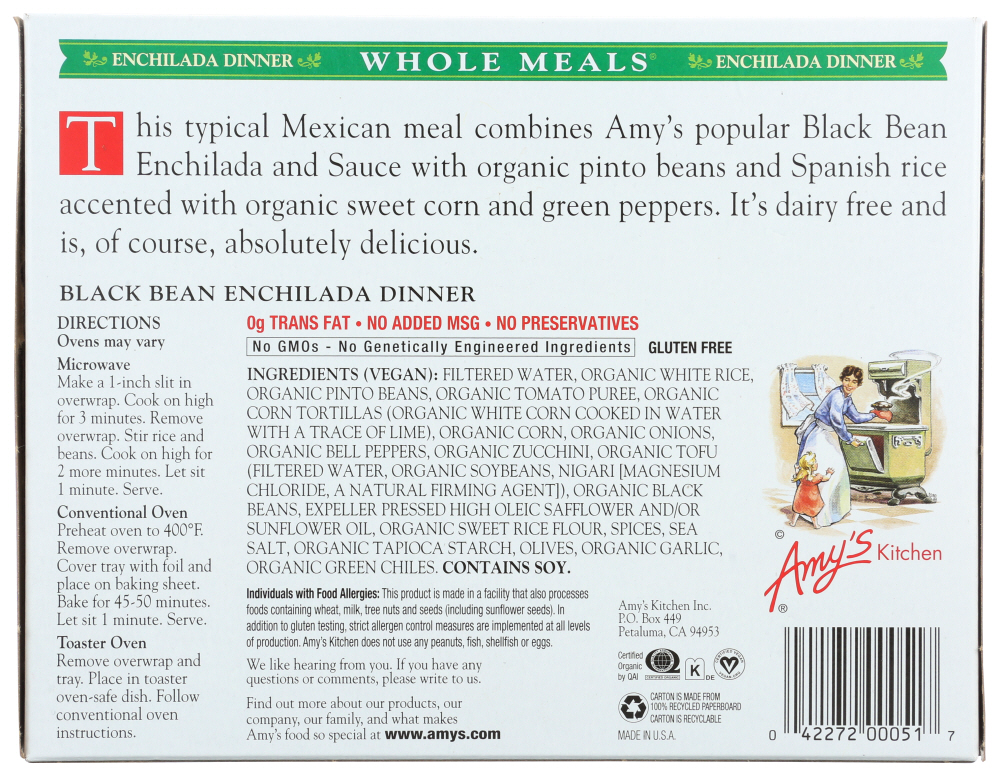 ENCHILADA DINNER WHOLE MEALS® ENCHILADA DINNER
This typical Mexican meal combines Amy's popular Black Bean
Enchilada and Sauce with organic pinto beans and Spanish rice
accented with organic sweet corn and green peppers. It's dairy free and
is, of course, absolutely delicious.
BLACK BEAN ENCHILADA DINNER
DIRECTIONS
Ovens may vary
Microwave
Make a 1-inch slit in
overwrap. Cook on high
for 3 minutes. Remove
overwrap. Stir rice and
beans. Cook on high for
2 more minutes. Let sit
1 minute. Serve.
Conventional Oven
Preheat oven to 400°F.
Remove overwrap.
Cover tray with foil and
place on baking sheet.
Bake for 45-50 minutes.
Let sit 1 minute. Serve.
Toaster Oven
Remove overwrap and
tray. Place in toaster
oven-safe dish. Follow
conventional oven
instructions.
0g TRANS FAT • NO ADDED MSG • NO PRESERVATIVES
No GMOs - No Genetically Engineered Ingredients GLUTEN FREE
INGREDIENTS (VEGAN): FILTERED WATER, ORGANIC WHITE RICE,
ORGANIC PINTO BEANS, ORGANIC TOMATO PUREE, ORGANIC
CORN TORTILLAS (ORGANIC WHITE CORN COOKED IN WATER
WITH A TRACE OF LIME), ORGANIC CORN, ORGANIC ONIONS,
ORGANIC BELL PEPPERS, ORGANIC ZUCCHINI, ORGANIC TOFU
(FILTERED WATER, ORGANIC SOYBEANS, NIGARI [MAGNESIUM
CHLORIDE, A NATURAL FIRMING AGENT]), ORGANIC BLACK
BEANS, EXPELLER PRESSED HIGH OLEIC SAFFLOWER AND/OR
SUNFLOWER OIL, ORGANIC SWEET RICE FLOUR, SPICES, SEA
SALT, ORGANIC TAPIOCA STARCH, OLIVES, ORGANIC GARLIC,
ORGANIC GREEN CHILES. CONTAINS SOY.
Individuals with Food Allergies: This product is made in a facility that also processes
foods containing wheat, milk, tree nuts and seeds (including sunflower seeds). In
addition to gluten testing, strict allergen control measures are implemented at all levels
of production. Amy's Kitchen does not use any peanuts, fish, shellfish or eggs.
We like hearing from you. If you have any
questions or comments, please write to us.
Find out more about our products, our
company, our family, and what makes
Amy's food so special at www.amys.com
©
Amy's Kitchen
®
Amy's Kitchen Inc.
P.O. Box 449
Petaluma, CA 94953
Certified
Organic
by QAI
K DE
CARTON IS MADE FROM
100% RECYCLED PAPERBOARD
CARTON IS RECYCLABLE
MADE IN U.S.A.
0 42272 00051 7